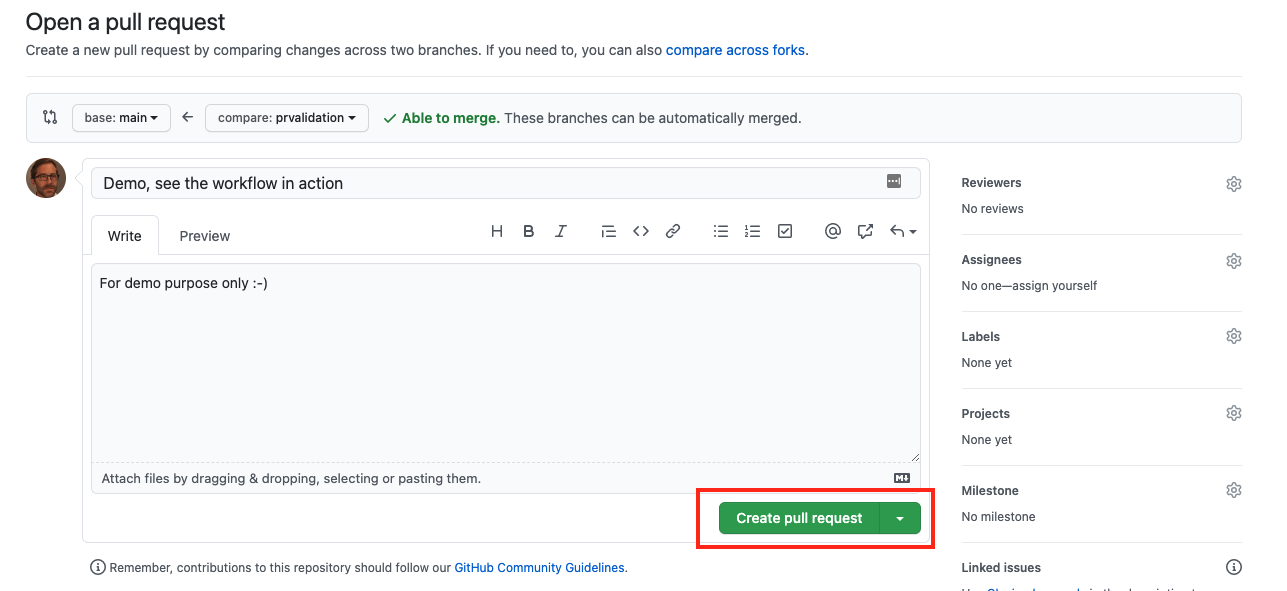 Open a pull request
Create a new pull request by comparing changes across two branches. If you need to, you can also compare across forks.
base: main
compare: prvalidation
Able to merge. These branches can be automatically merged.
Demo, see the workflow in action
Write
Preview
H B I
For demo purpose only :-)
Attach files by dragging & dropping, selecting or pasting them.
Create pull request
Remember, contributions to this repository should follow our GitHub Community Guidelines.
Reviewers
No reviews
Assignees
No one—assign yourself
Labels
None yet
Projects
None yet
Milestone
No milestone
Linked issues